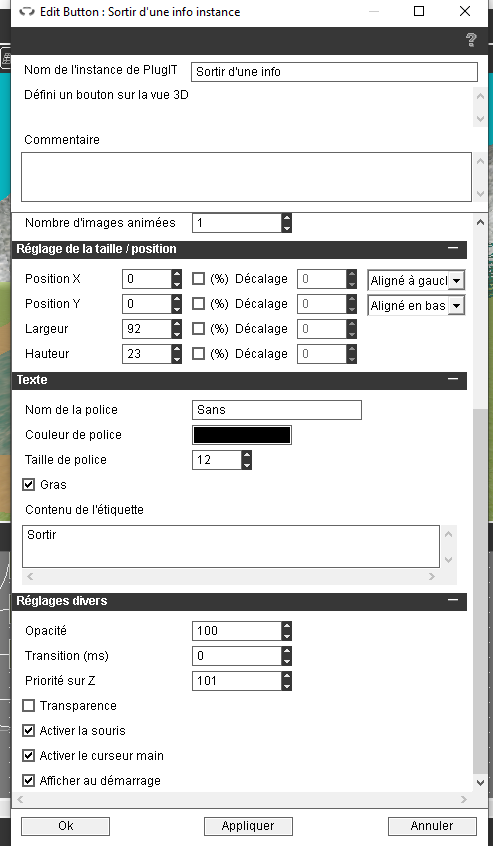 Edit Button : Sortir d'une info instance
?
Nom de l'instance de PlugIT Sortir d'une info
Défini un bouton sur la vue 3D
Commentaire
Nombre d'images animées 1
Réglage de la taille / position
Position X 0 (%) Décalage 0 Aligné à gaucl
Position Y 0 (%) Décalage 0 Aligné en bas
Largeur 92 (%) Décalage 0
Hauteur 23 (%) Décalage 0
Texte
Nom de la police Sans
Couleur de police
Taille de police 12
Gras
Contenu de l'étiquette
Sortir
Réglages divers
Opacité 100
Transition (ms) 0
Priorité sur Z 101
Transparence
Activer la souris
Activer le curseur main
Afficher au démarrage
Ok Appliquer Annuler